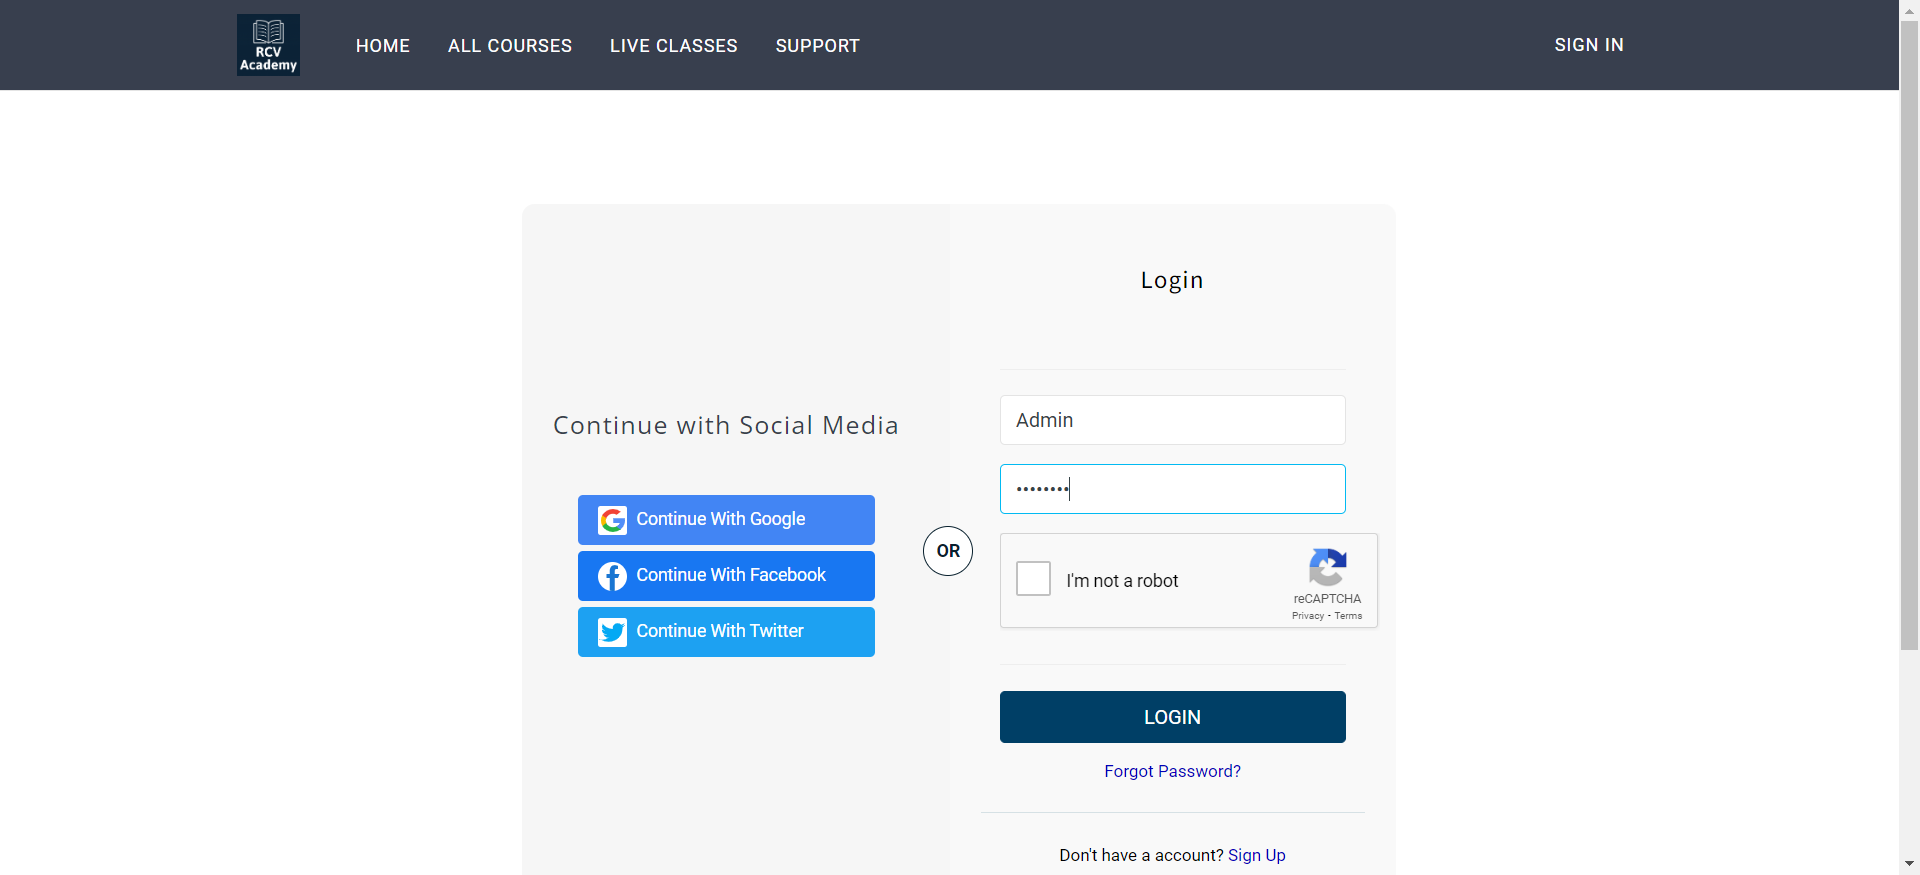 RCV
Academy
HOME
ALL COURSES
LIVE CLASSES
SUPPORT
SIGN IN
Login
Admin
••••••••
Continue with Social Media
Continue With Google
Continue With Facebook
Continue With Twitter
OR
I'm not a robot
reCAPTCHA
Privacy - Terms
LOGIN
Forgot Password?
Don't have a account? Sign Up